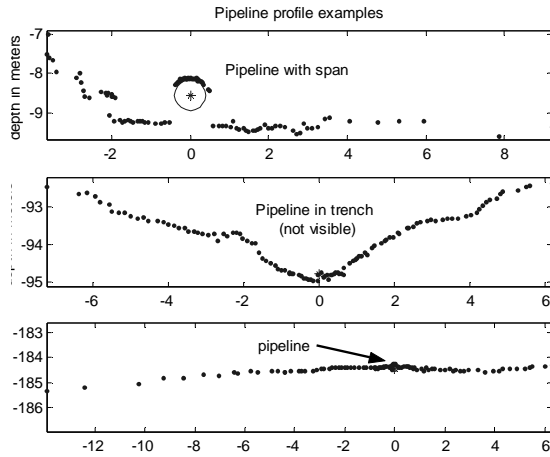 Pipeline profile examples
-7
-8
-9
depth in meters
Pipeline with span
-2 0 2 4 6 8
-93
-94
-95
Pipeline in trench
(not visible)
-6 -4 -2 0 2 4 6
-183
-184
-185
-186
pipeline
-12 -10 -8 -6 -4 -2 0 2 4 6